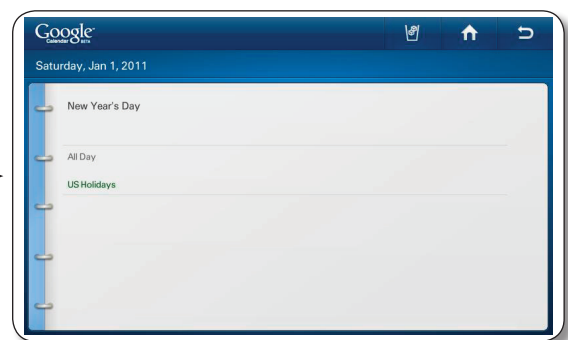 Google
Calendar BETA
Saturday, Jan 1, 2011
New Year's Day
All Day
US Holidays